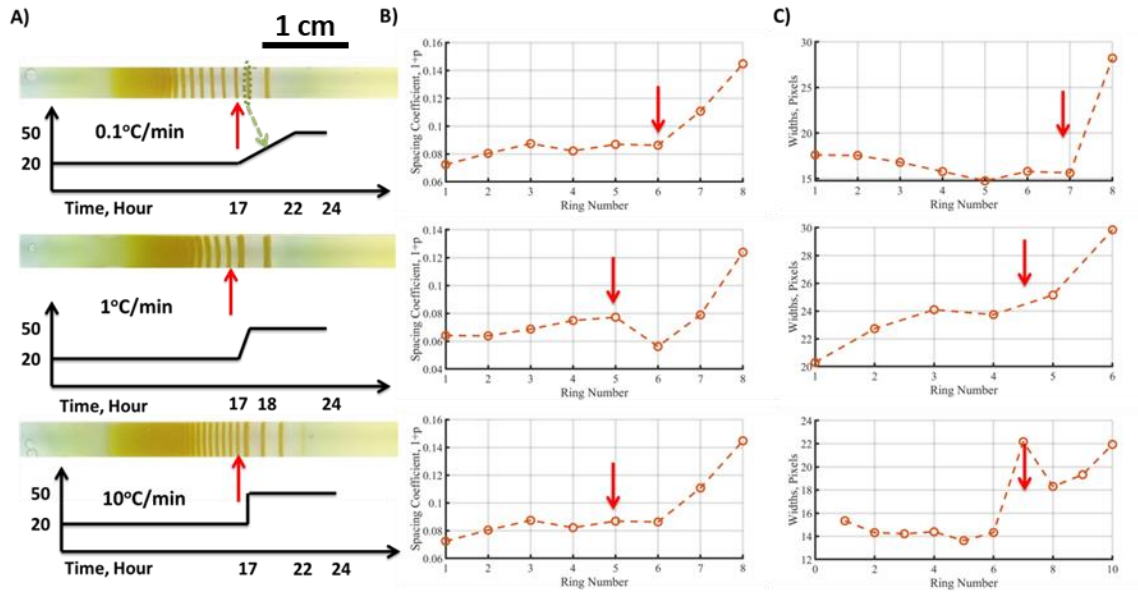 A)
1 cm
0.1°C/min
50
20
Time, Hour 17 22 24
1°C/min
50
20
Time, Hour 17 18 24
10°C/min
50
20
Time, Hour 17 22 24
B)
Spacing Coefficient, 1+p
0.16
0.14
0.12
0.10
0.08
0.06
1 2 3 4 5 6 7 8
Ring Number
Spacing Coefficient, 1+p
0.14
0.12
0.10
0.08
0.06
0.04
1 2 3 4 5 6 7 8
Ring Number
Spacing Coefficient, 1+p
0.16
0.14
0.12
0.10
0.08
0.06
1 2 3 4 5 6 7 8
Ring Number
C)
Widths, Pixels
30
25
20
15
1 2 3 4 5 6 7 8
Ring Number
Widths, Pixels
30
28
26
24
22
20
1 2 3 4 5 6
Ring Number
Widths, Pixels
24
22
20
18
16
14
12
0 2 4 6 8 10
Ring Number